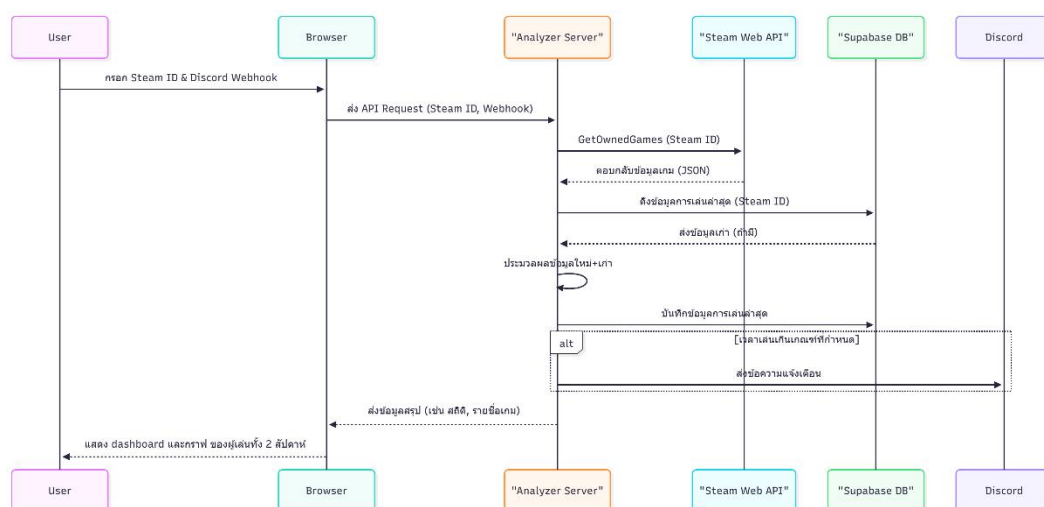 User
Browser
"Analyzer Server"
"Steam Web API"
"Supabase DB"
Discord
กรอก Steam ID & Discord Webhook
ส่ง API Request (Steam ID, Webhook)
GetOwnedGames (Steam ID)
ตอบกลับข้อมูลเกม (JSON)
ดึงข้อมูลการเล่นล่าสุด (Steam ID)
ส่งข้อมูลเก่า (ถ้ามี)
ประมวลผลข้อมูลใหม่+เก่า
บันทึกข้อมูลการเล่นล่าสุด
alt
[เวลาเล่นเกินเกณฑ์ที่กำหนด]
ส่งข้อความแจ้งเตือน
ส่งข้อมูลสรุป (เช่น สถิติ, รายชื่อเกม)
แสดง dashboard และกราฟ ของผู้เล่นทั้ง 2 สัปดาห์
User
Browser
"Analyzer Server"
"Steam Web API"
"Supabase DB"
Discord